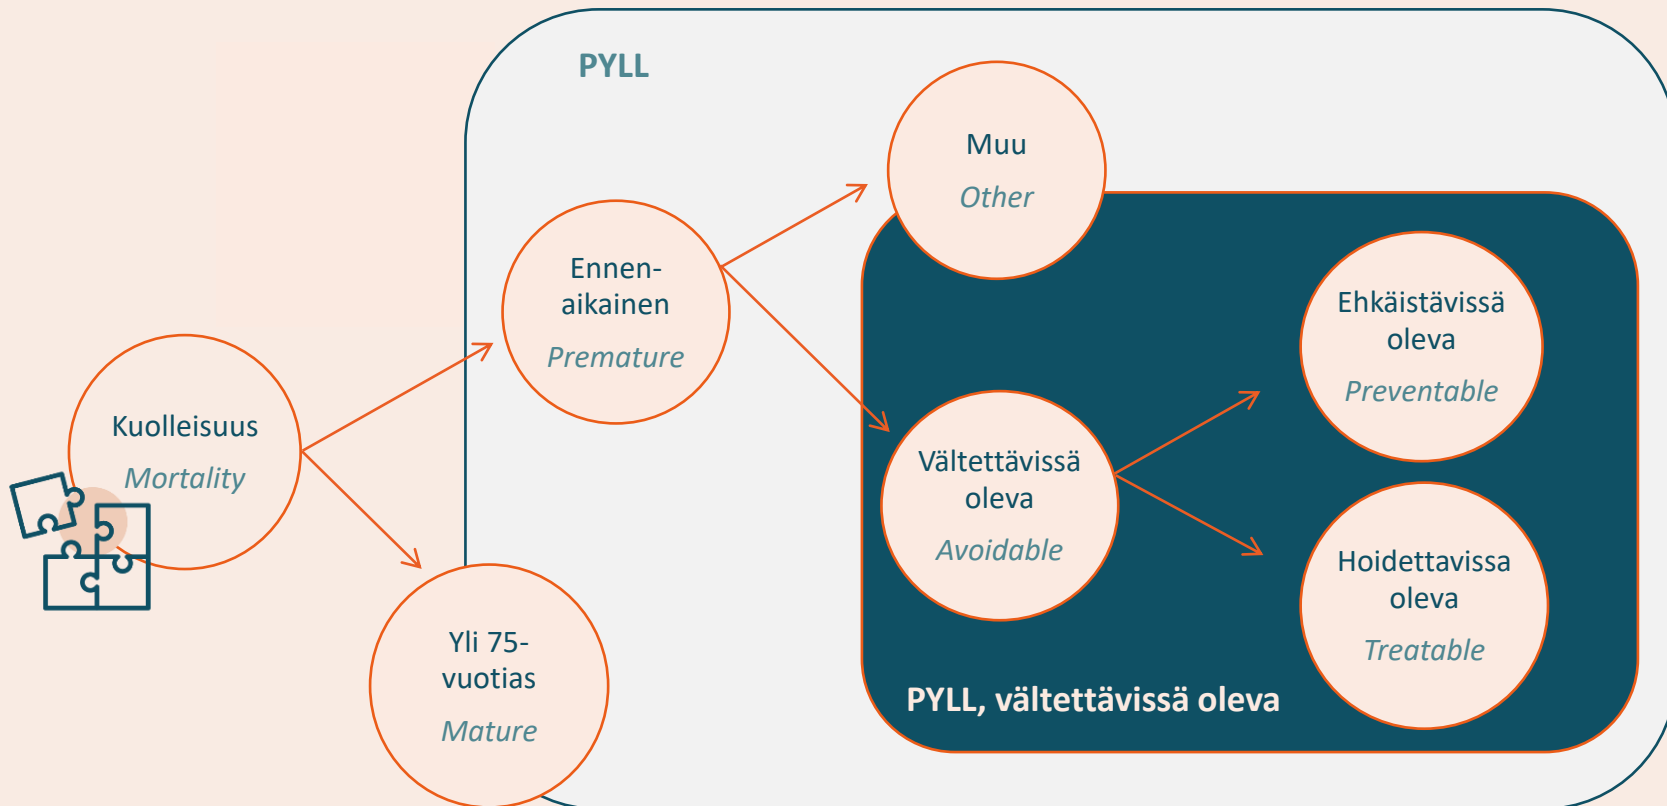 PYLL
Muu
Other
Ennen-
aikainen
Premature
Ehkäistävissä
oleva
Preventable
Kuolleisuus
Mortality
Vältettävissä
oleva
Avoidable
Hoidettavissa
oleva
Treatable
Yli 75-
vuotias
Mature
PYLL, vältettävissä oleva